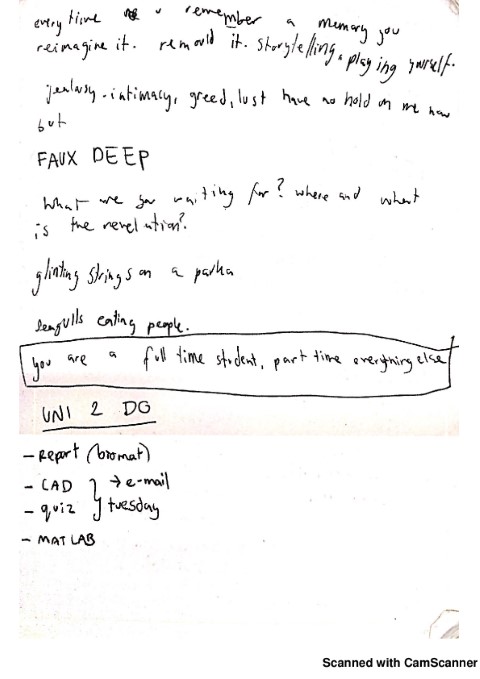 every time u remember a memory you
reimagine it. remould it. storytelling, playing yourself.
jealousy - intimacy, greed, lust have no hold on me now
but
FAUX DEEP
What we waiting for? where and what
is the revelation?
glinting strings on a parka
seagulls eating people.
you are a full time student, part time everything else
UNI 2 DO
- Report (biomat)
- CAD } → e-mail
- quiz } tuesday
- MATLAB
Scanned with CamScanner